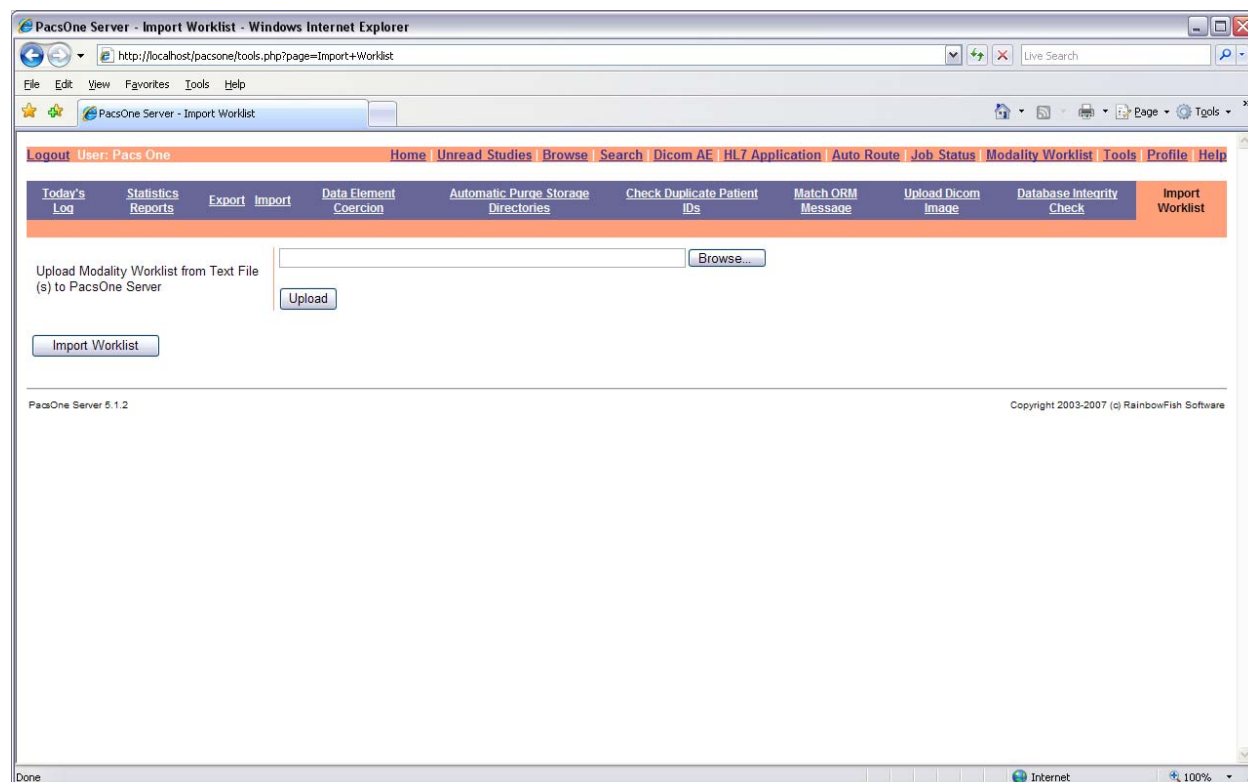 PacsOne Server - Import Worklist - Windows Internet Explorer
http://localhost/pacsone/tools.php?page=Import+Worklist
Live Search
File Edit View Favorites Tools Help
PacsOne Server - Import Worklist
Page Tools
Logout User: Pacs One Home | Unread Studies | Browse | Search | Dicom AE | HL7 Application | Auto Route | Job Status | Modality Worklist | Tools | Profile | Help
Today's Statistics Export Import Data Element Automatic Purge Storage Check Duplicate Patient Match ORM Upload Dicom Database Integrity Import
Log Reports Coercion Directories IDs Message Image Check Worklist
Browse...
Upload Modality Worklist from Text File
(s) to PacsOne Server
Upload
Import Worklist
PacsOne Server 5.1.2 Copyright 2003-2007 (c) RainbowFish Software
Done Internet 100%